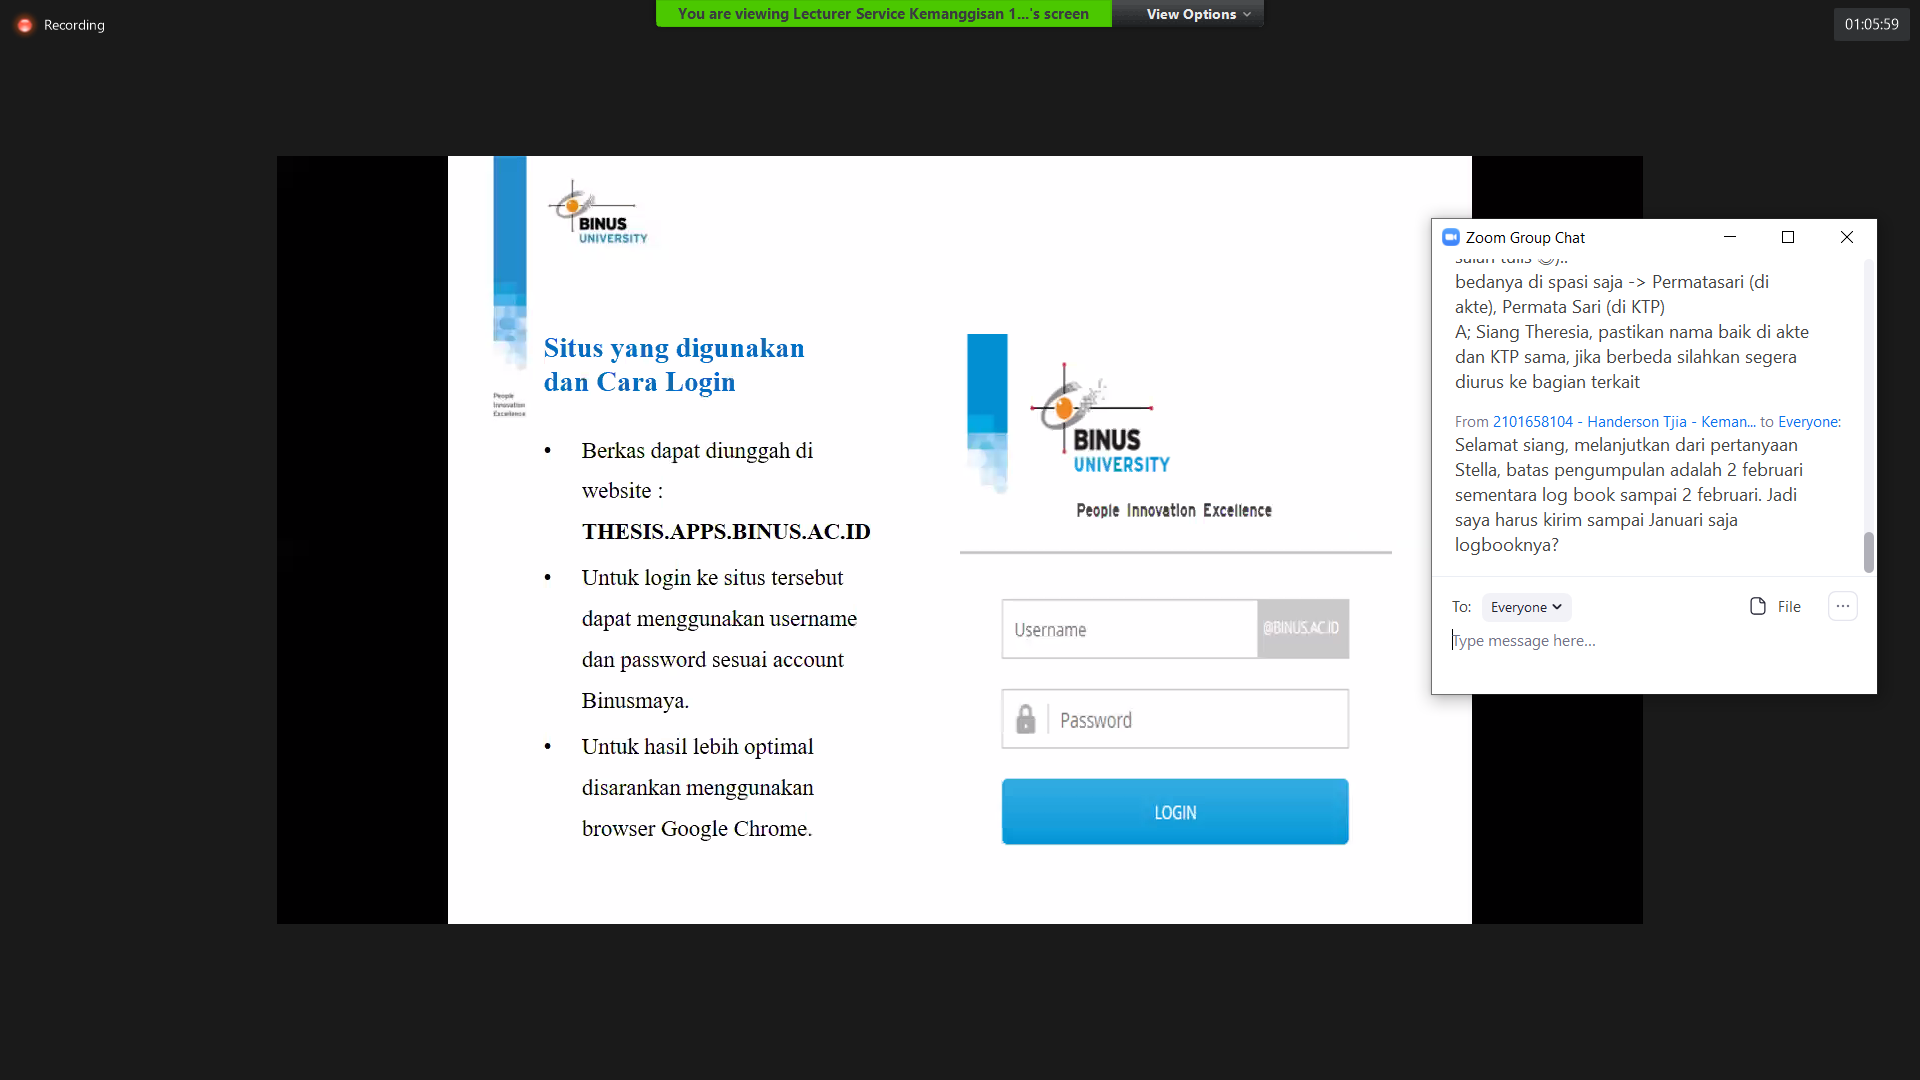 Recording
You are viewing Lecturer Service Kemanggisan 1...'s screen
View Options
01:05:59
BINUS
UNIVERSITY
People
Innovation
Excellence
Situs yang digunakan
dan Cara Login
• Berkas dapat diunggah di
website :
THESIS.APPS.BINUS.AC.ID
• Untuk login ke situs tersebut
dapat menggunakan username
dan password sesuai account
Binusmaya.
• Untuk hasil lebih optimal
disarankan menggunakan
browser Google Chrome.
BINUS
UNIVERSITY
People Innovation Excellence
Username
@BINUS.AC.ID
Password
LOGIN
Zoom Group Chat
bedanya di spasi saja -> Permatasari (di
akte), Permata Sari (di KTP)
A; Siang Theresia, pastikan nama baik di akte
dan KTP sama, jika berbeda silahkan segera
diurus ke bagian terkait
From 2101658104 - Handerson Tjia - Keman... to Everyone:
Selamat siang, melanjutkan dari pertanyaan
Stella, batas pengumpulan adalah 2 februari
sementara log book sampai 2 februari. Jadi
saya harus kirim sampai Januari saja
logbooknya?
To: Everyone
File
Type message here...